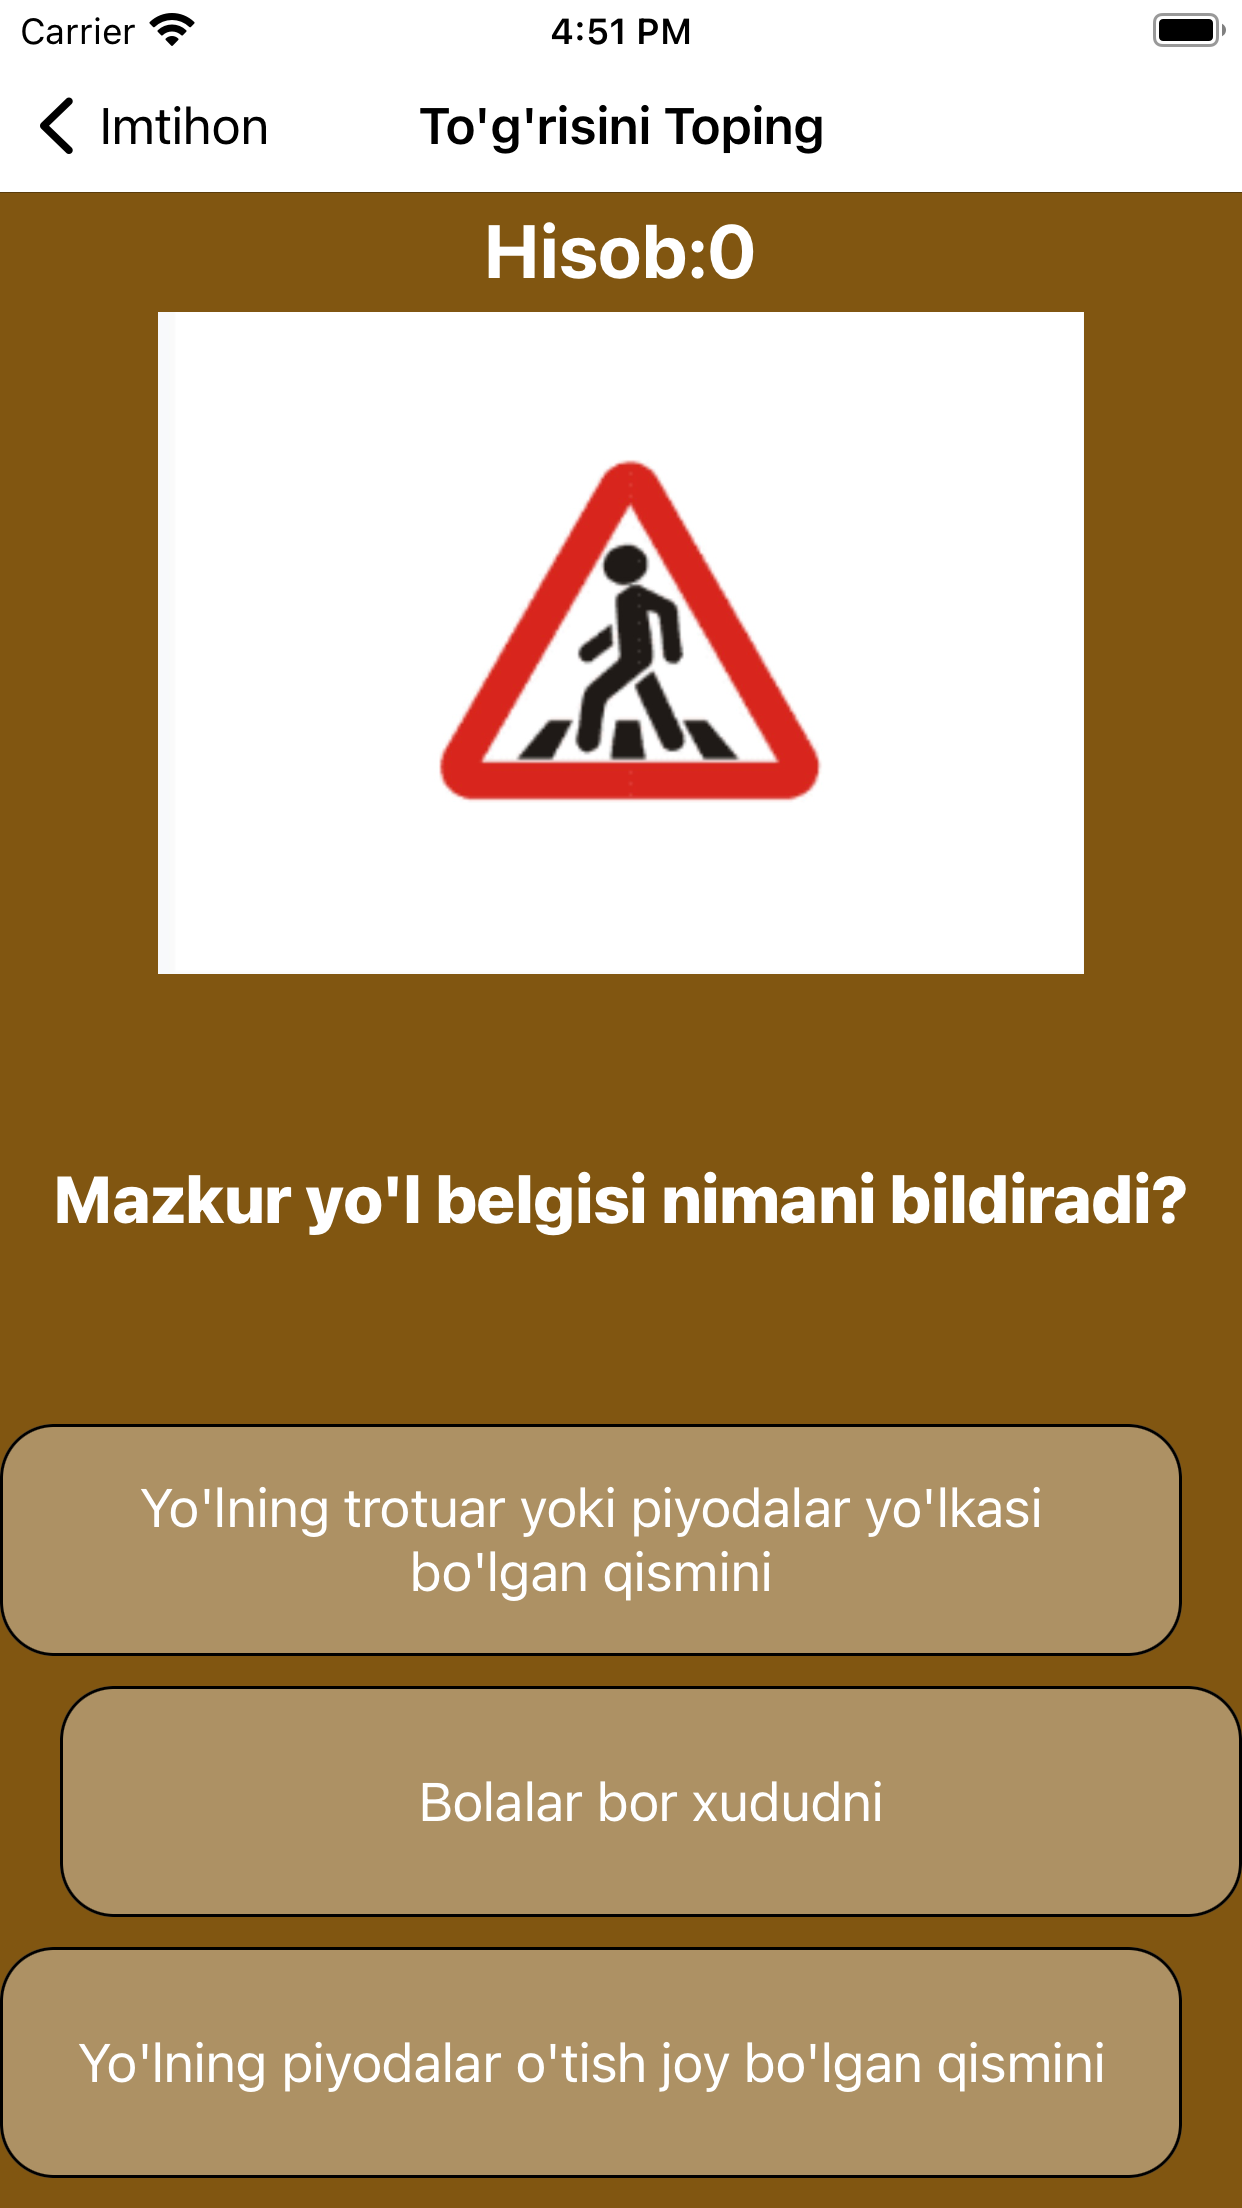 Carrier 4:51 PM
Imtihon To'g'risini Toping
Hisob:0
Mazkur yo'l belgisi nimani bildiradi?
Yo'lning trotuar yoki piyodalar yo'lkasi
bo'lgan qismini
Bolalar bor xududni
Yo'lning piyodalar o'tish joy bo'lgan qismini